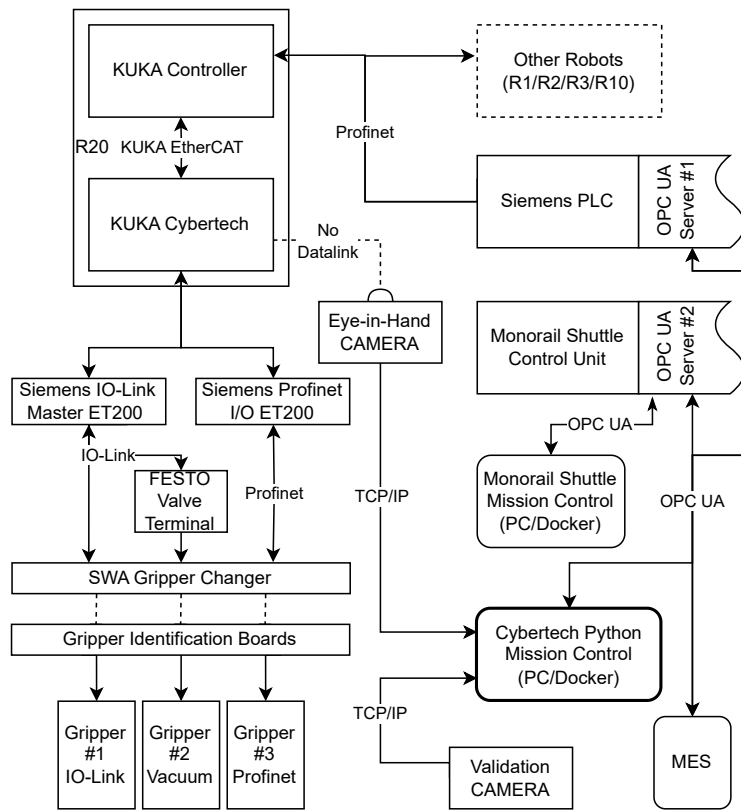 KUKA Controller
Other Robots
(R1/R2/R3/R10)
Profinet
R20
KUKA EtherCAT
KUKA Cybertech
Siemens PLC
OPC UA
Server #1
No
Datalink
Eye-in-Hand
CAMERA
Monorail Shuttle
Control Unit
OPC UA
Server #2
Siemens IO-Link
Master ET200
Siemens Profinet
I/O ET200
OPC UA
IO-Link
FESTO
Valve
Terminal
Profinet
TCP/IP
Monorail Shuttle
Mission Control
(PC/Docker)
OPC UA
SWA Gripper Changer
Gripper Identification Boards
Cybertech Python
Mission Control
(PC/Docker)
Gripper
#1
IO-Link
Gripper
#2
Vacuum
Gripper
#3
Profinet
TCP/IP
Validation
CAMERA
MES